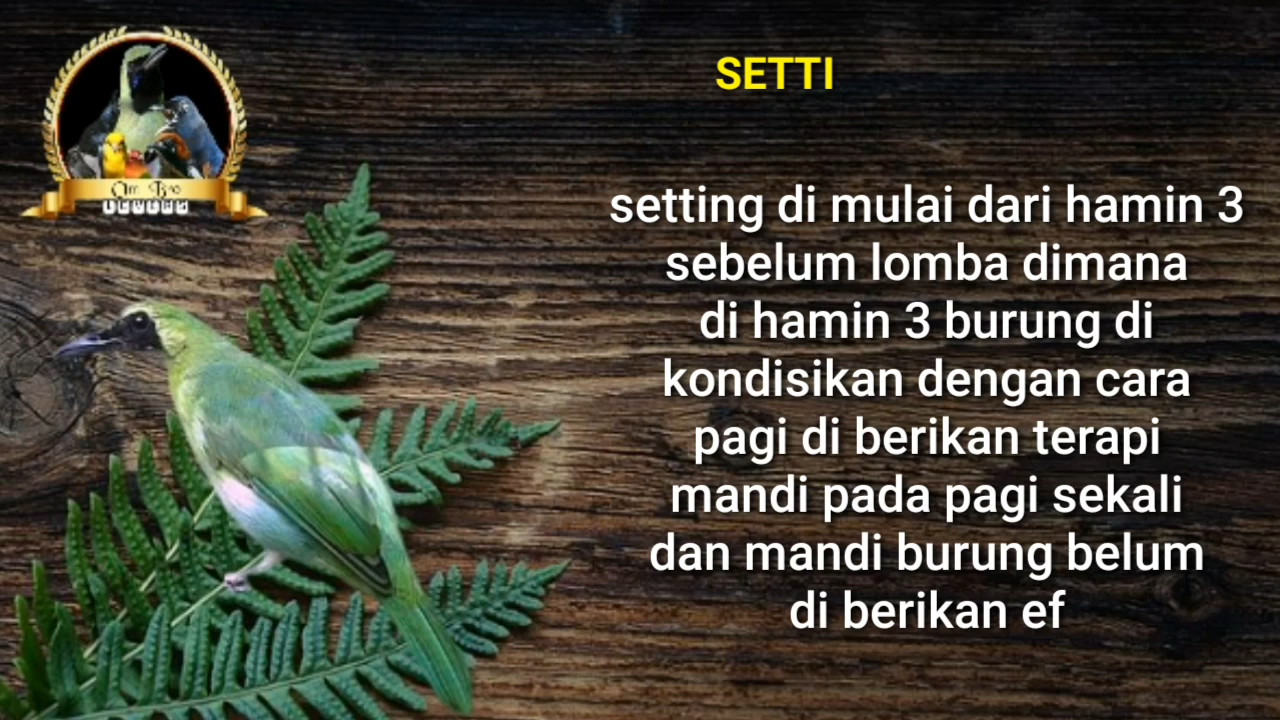 SETTI
setting di mulai dari hamin 3
sebelum lomba dimana
di hamin 3 burung di
kondisikan dengan cara
pagi di berikan terapi
mandi pada pagi sekali
dan mandi burung belum
di berikan ef